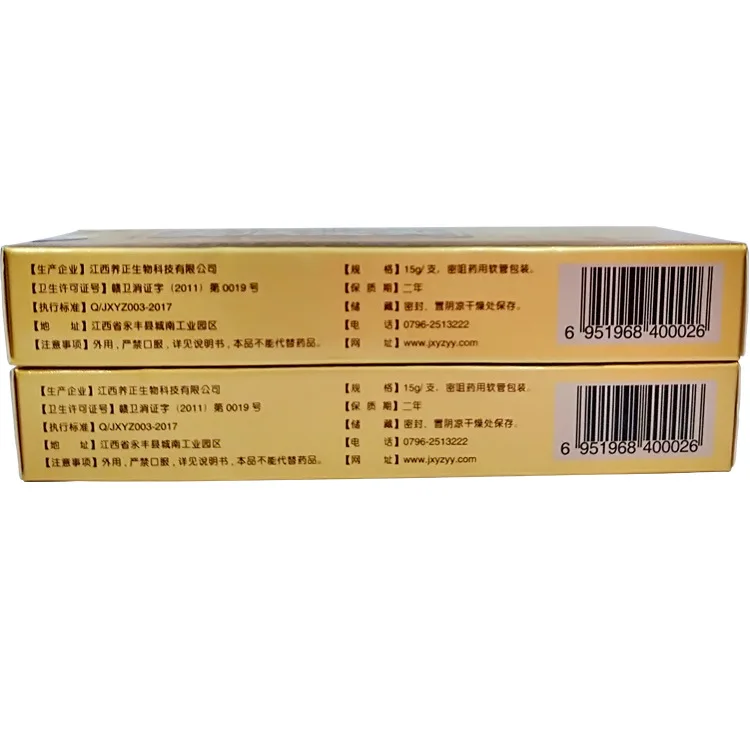 【生产企业】江西养正生物科技有限公司
【卫生许可证号】赣卫消证字（2011）第0019号
【执行标准】Q/JXYZ003-2017
【地 址】江西省永丰县城南工业园区
【注意事项】外用，严禁口服，详见说明书，本品不能代替药品。
【规 格】15g/支，密咀药用软管包装。
【保 质 期】二年
【储 藏】密封，置阴凉干燥处保存。
【电 话】0796-2513222
【网 址】www.jxyzyy.com
6 951968 400026
【生产企业】江西养正生物科技有限公司
【卫生许可证号】赣卫消证字（2011）第0019号
【执行标准】Q/JXYZ003-2017
【地 址】江西省永丰县城南工业园区
【注意事项】外用，严禁口服，详见说明书，本品不能代替药品。
【规 格】15g/支，密咀药用软管包装。
【保 质 期】二年
【储 藏】密封，置阴凉干燥处保存。
【电 话】0796-2513222
【网 址】www.jxyzyy.com
6 951968 400026